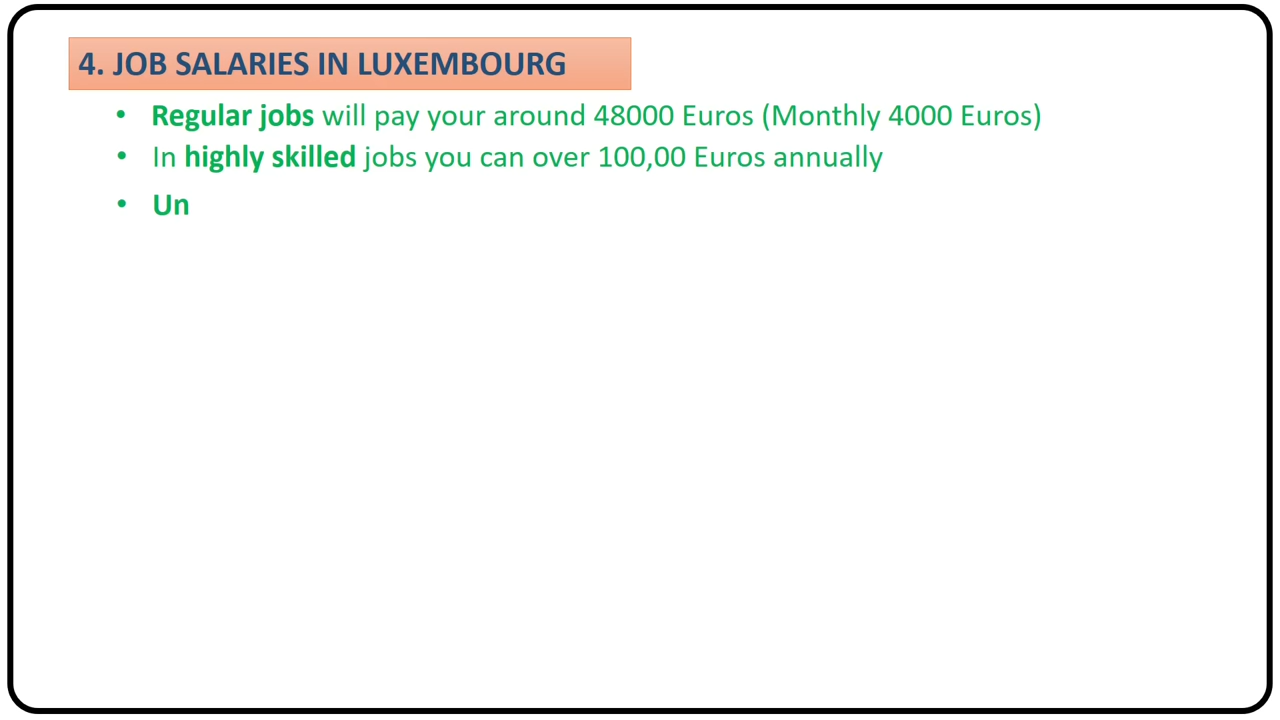 4. JOB SALARIES IN LUXEMBOURG
• Regular jobs will pay your around 48000 Euros (Monthly 4000 Euros)
• In highly skilled jobs you can over 100,00 Euros annually
• Un